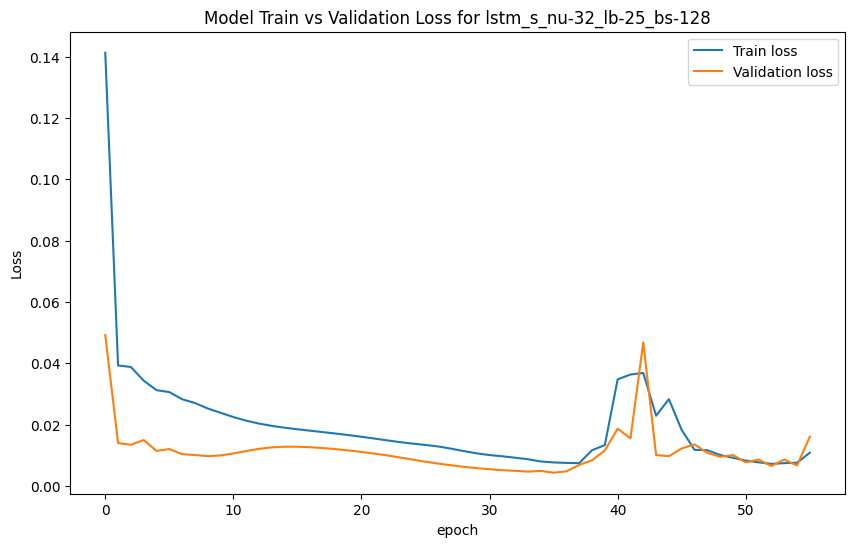 Model Train vs Validation Loss for lstm_s_nu-32_lb-25_bs-128
Train loss
Validation loss
0.14
0.12
0.10
0.08
0.06
0.04
0.02
0.00
Loss
0 10 20 30 40 50
epoch